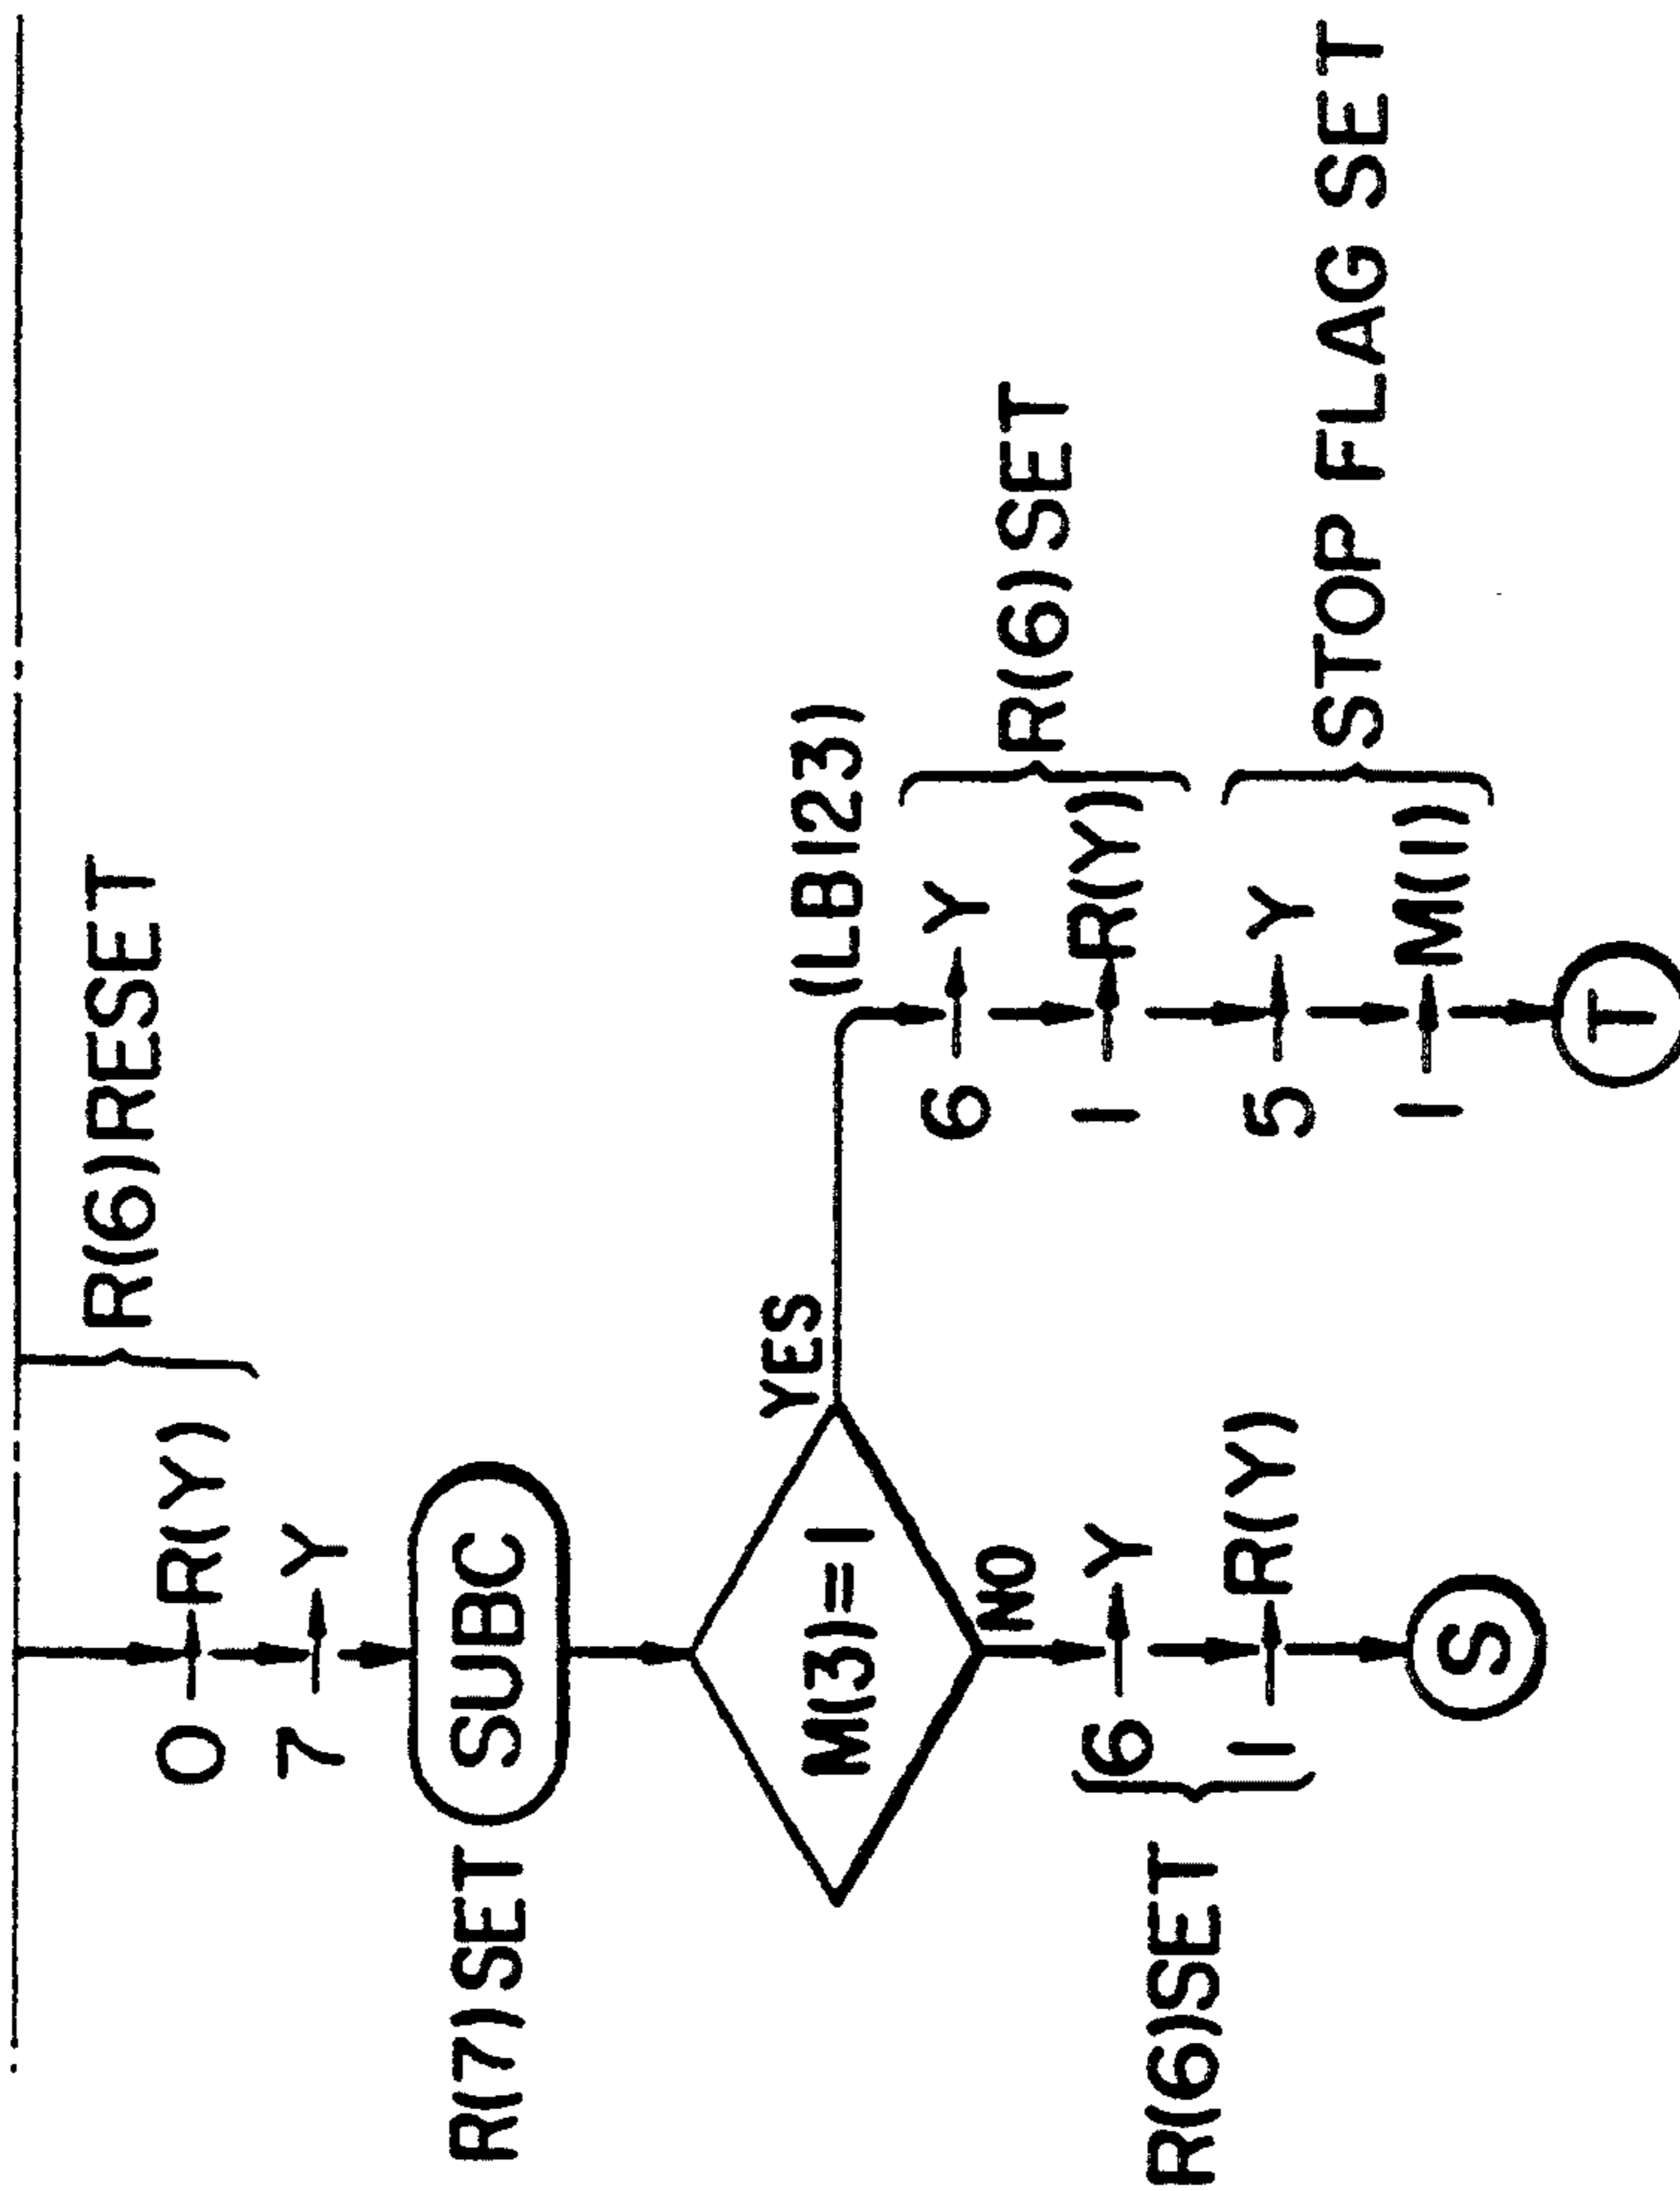 R(6)RESET
0 → R(Y)
7 → Y
R(7)SET
SUBC
M(3)=1
YES
NO
6 → Y
1 → R(Y)
R(6)SET
S
(LB123)
6 → Y
1 → R(Y)
R(6)SET
5 → Y
1 → M(1)
STOP FLAG SET
T